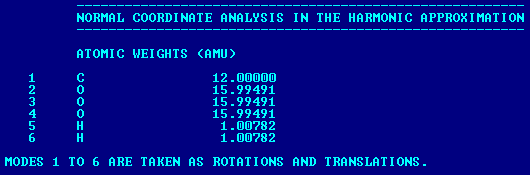 NORMAL COORDINATE ANALYSIS IN THE HARMONIC APPROXIMATION
ATOMIC WEIGHTS (AMU)
1 C 12.00000
2 O 15.99491
3 O 15.99491
4 O 15.99491
5 H 1.00782
6 H 1.00782
MODES 1 TO 6 ARE TAKEN AS ROTATIONS AND TRANSLATIONS.